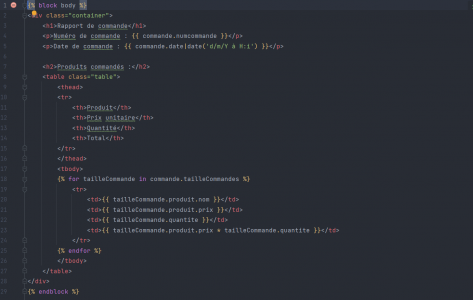 {% block body %}
<div class="container">
<h1>Rapport de commande</h1>
<p>Numéro de commande : {{ commande.numcommande }}</p>
<p>Date de commande : {{ commande.date|date('d/m/Y à H:i') }}</p>
<h2>Produits commandés :</h2>
<table class="table">
<thead>
<tr>
<th>Produit</th>
<th>Prix unitaire</th>
<th>Quantité</th>
<th>Total</th>
</tr>
</thead>
<tbody>
{% for tailleCommande in commande.tailleCommandes %}
<tr>
<td>{{ tailleCommande.produit.nom }}</td>
<td>{{ tailleCommande.produit.prix }}</td>
<td>{{ tailleCommande.quantite }}</td>
<td>{{ tailleCommande.produit.prix * tailleCommande.quantite }}</td>
</tr>
{% endfor %}
</tbody>
</table>
</div>
{% endblock %}